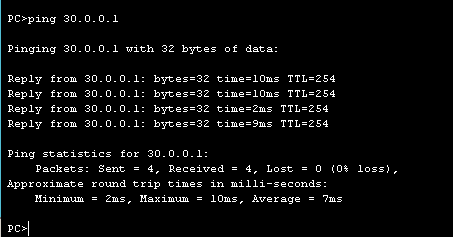 PC>ping 30.0.0.1
Pinging 30.0.0.1 with 32 bytes of data:
Reply from 30.0.0.1: bytes=32 time=10ms TTL=254
Reply from 30.0.0.1: bytes=32 time=10ms TTL=254
Reply from 30.0.0.1: bytes=32 time=2ms TTL=254
Reply from 30.0.0.1: bytes=32 time=9ms TTL=254
Ping statistics for 30.0.0.1:
Packets: Sent = 4, Received = 4, Lost = 0 (0% loss),
Approximate round trip times in milli-seconds:
Minimum = 2ms, Maximum = 10ms, Average = 7ms
PC>